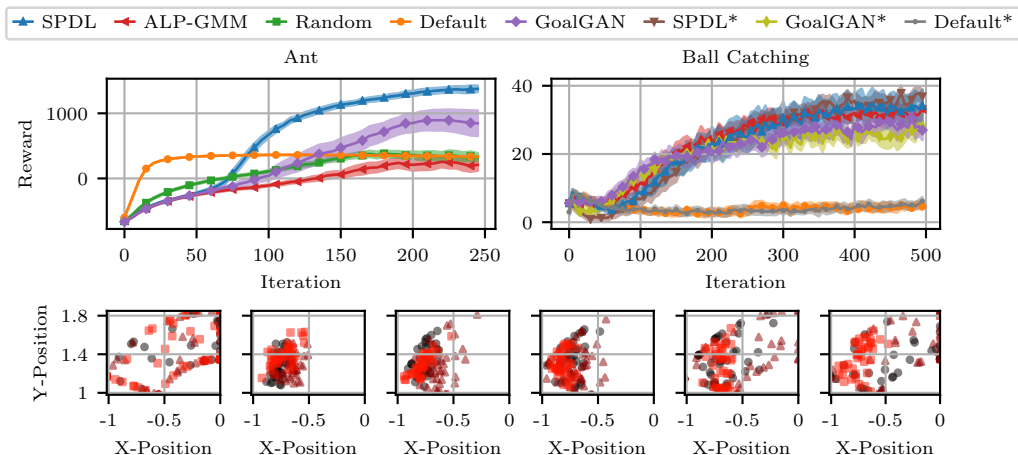 SPDL ALP-GMM Random Default GoalGAN SPDL* GoalGAN* Default*
Ant Ball Catching
Reward
1000
0
0 50 100 150 200 250
Iteration
40
20
0
0 100 200 300 400 500
Iteration
Y-Position
1.8
1.4
1
-1 -0.5 0 -1 -0.5 0 -1 -0.5 0 -1 -0.5 0 -1 -0.5 0 -1 -0.5 0
X-Position X-Position X-Position X-Position X-Position X-Position